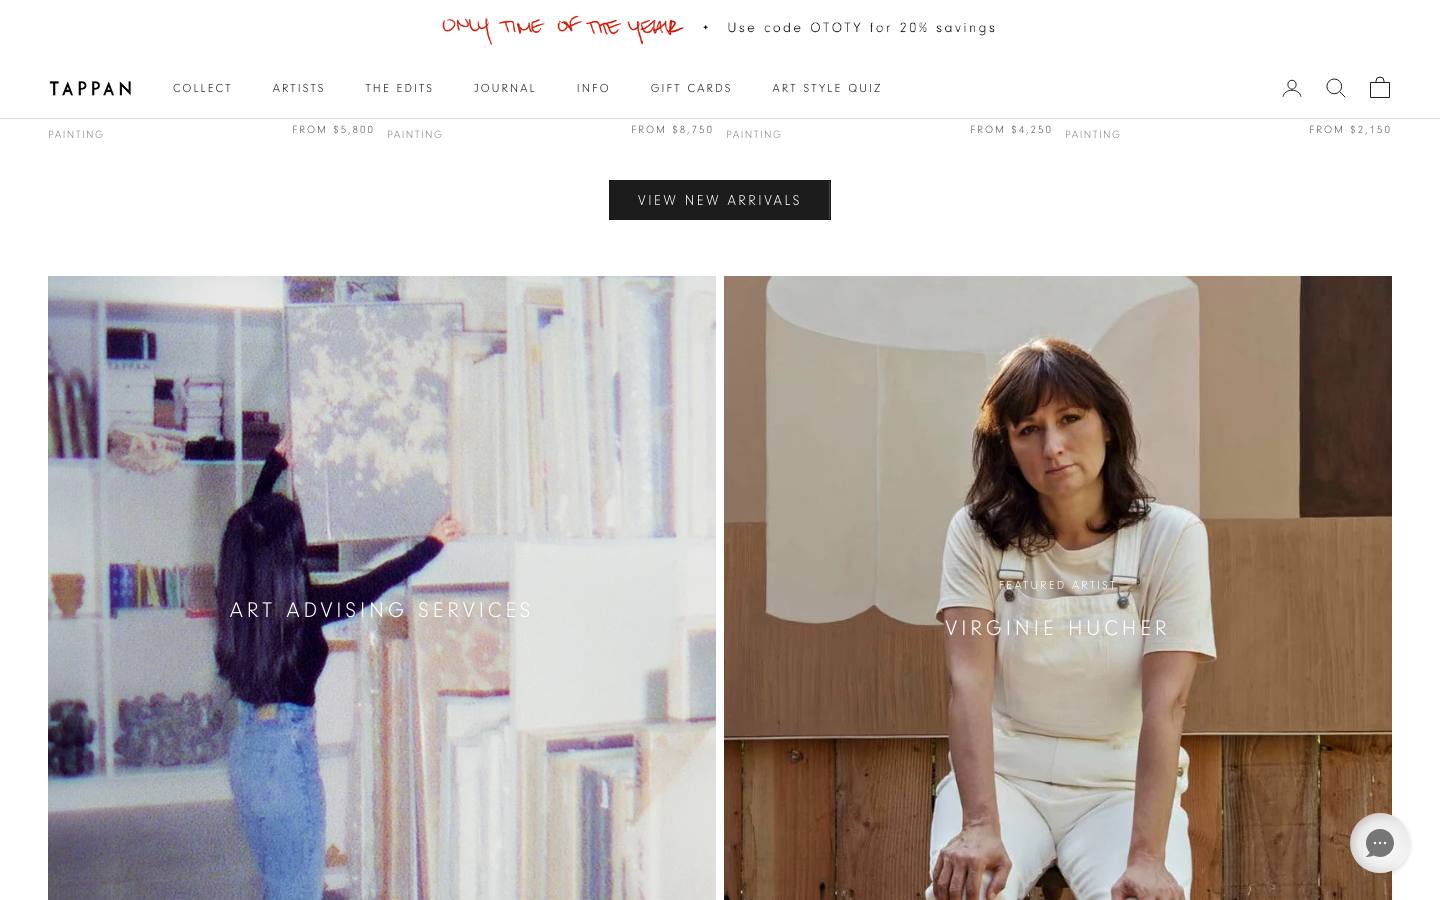 ONLY TIME OF THE YEAR ✦ Use code OTOTY for 20% savings
TAPPAN COLLECT ARTISTS THE EDITS JOURNAL INFO GIFT CARDS ART STYLE QUIZ
PAINTING FROM $5,800 PAINTING FROM $8,750 PAINTING FROM $4,250 PAINTING FROM $2,150
VIEW NEW ARRIVALS
TAPPAN
ART ADVISING SERVICES
FEATURED ARTIST
VIRGINIE HUCHER